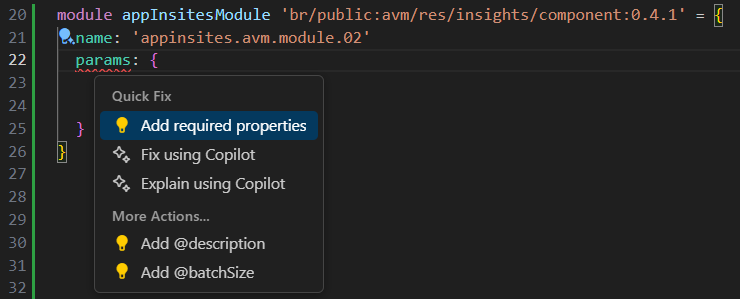 20 module appInsitesModule 'br/public:avm/res/insights/component:0.4.1' = {
21 name: 'appinsites.avm.module.02'
22 params: {
23
24
25 }
26 }
27
28
29
30
31
32
Quick Fix
Add required properties
Fix using Copilot
Explain using Copilot
More Actions...
Add @description
Add @batchSize